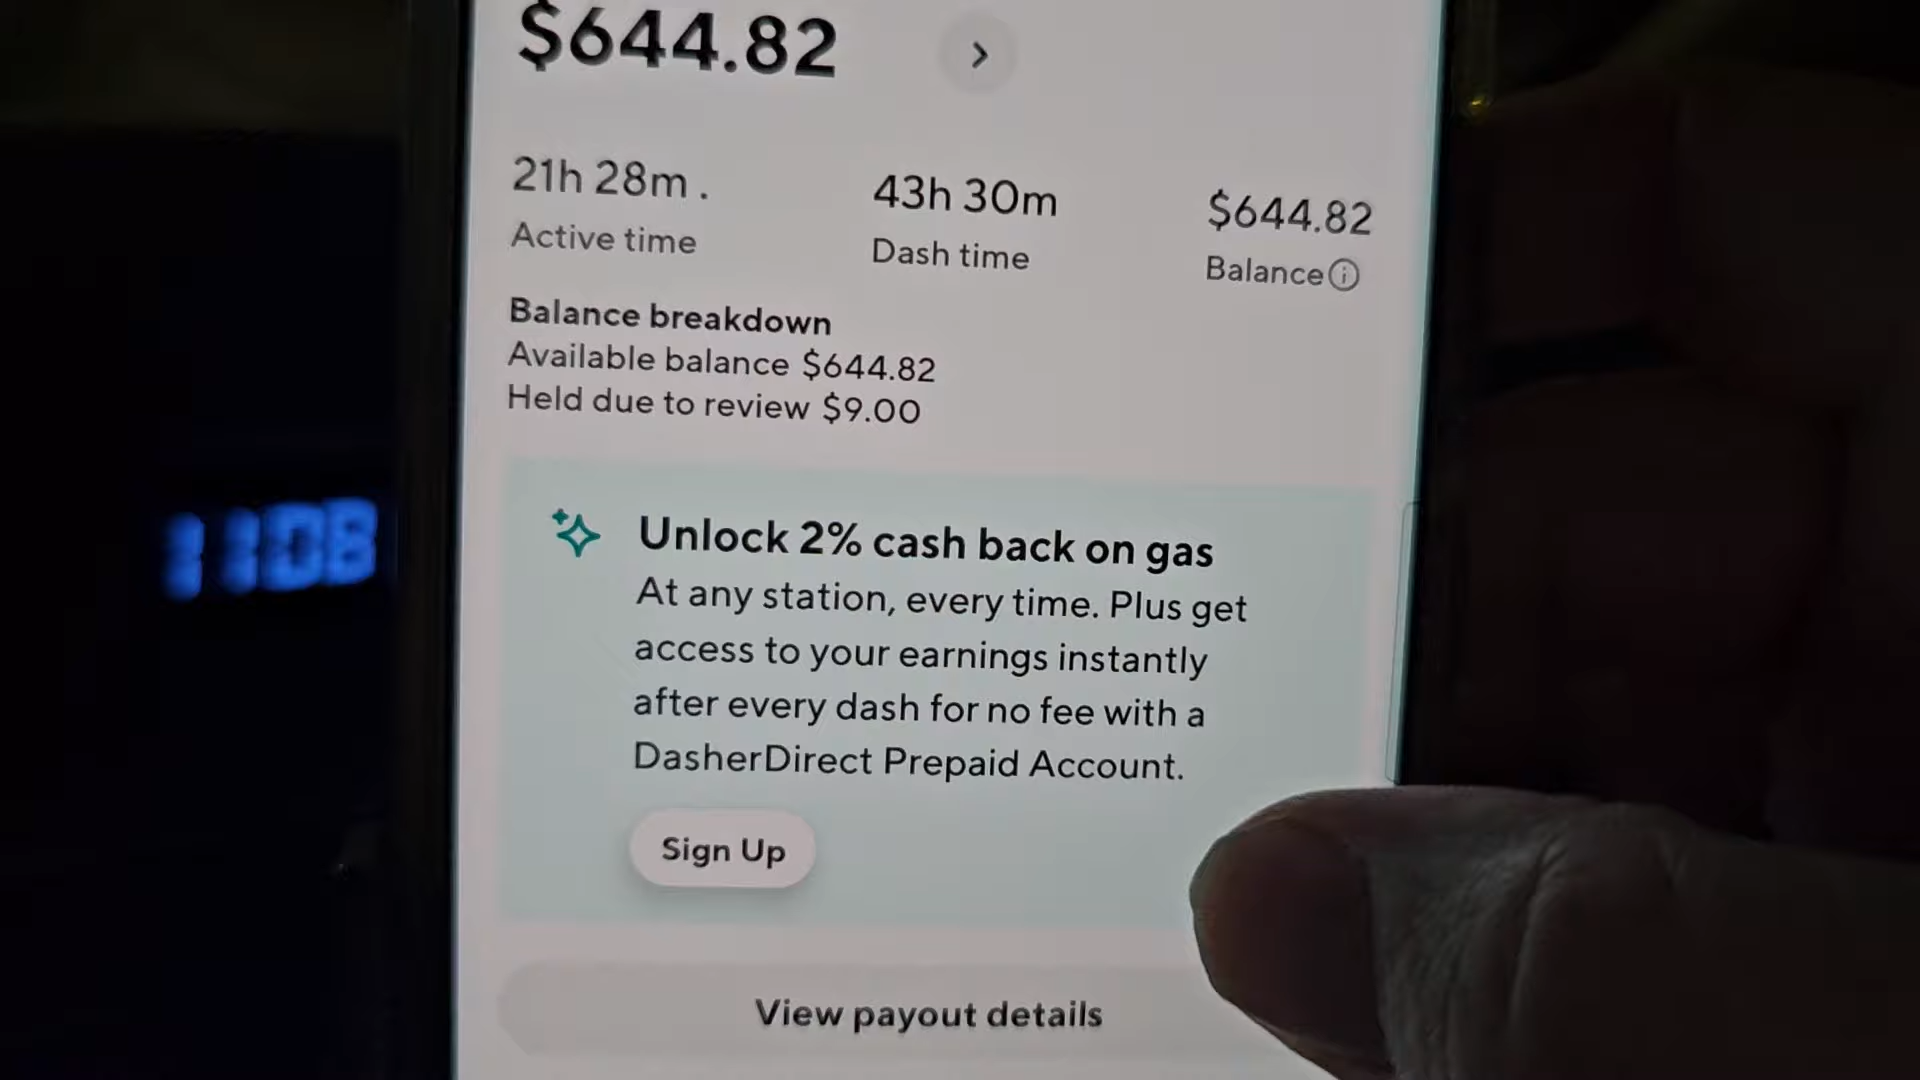 $644.82
21h 28m .
43h 30m
$644.82
Active time
Dash time
Balance
Balance breakdown
Available balance $644.82
Held due to review $9.00
1108
Unlock 2% cash back on gas
At any station, every time. Plus get
access to your earnings instantly
after every dash for no fee with a
DasherDirect Prepaid Account.
Sign Up
View payout details